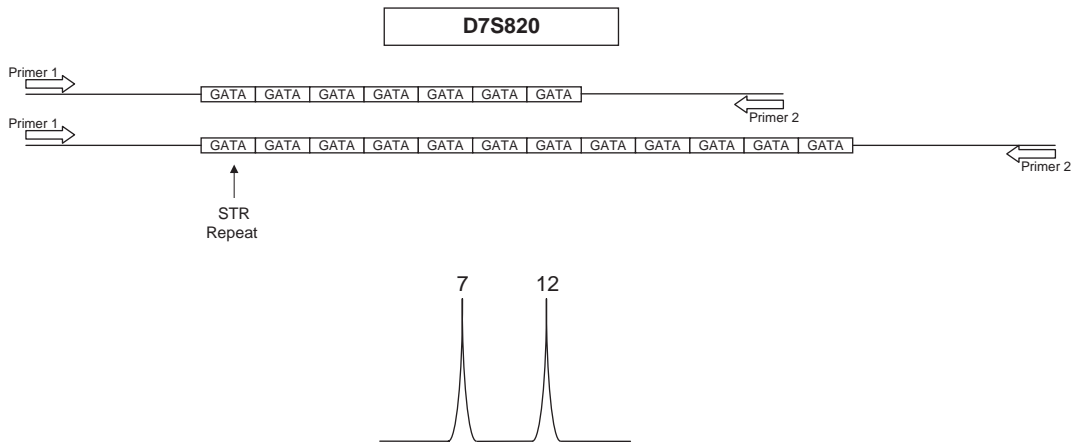 D7S820
Primer 1
GATA GATA GATA GATA GATA GATA GATA
Primer 2
Primer 1
GATA GATA GATA GATA GATA GATA GATA GATA GATA GATA GATA GATA
Primer 2
STR
Repeat
7 12